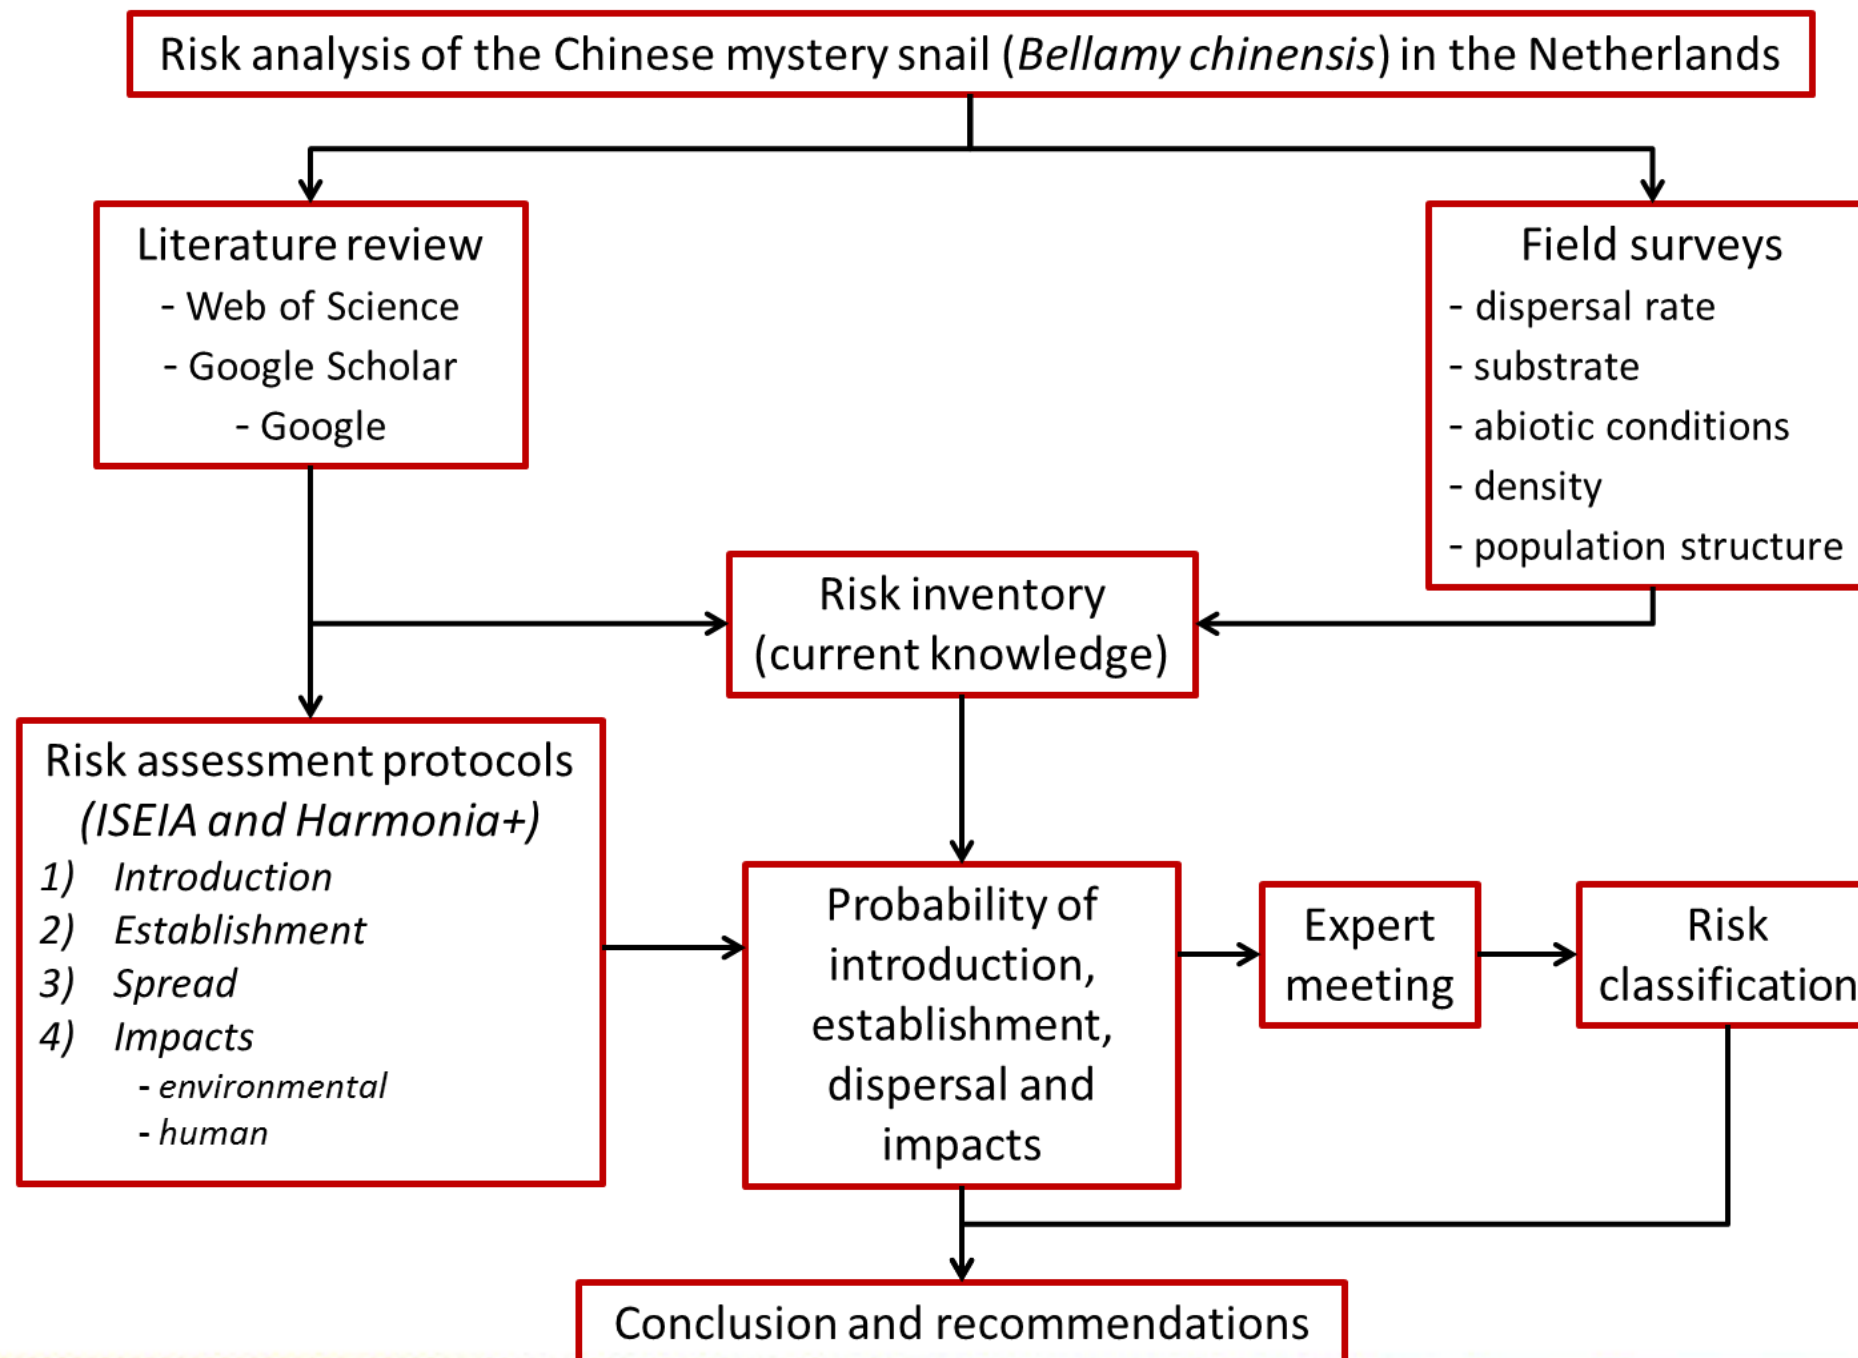 Risk analysis of the Chinese mystery snail (Bellamy chinensis) in the Netherlands
Literature review
- Web of Science
- Google Scholar
- Google
Field surveys
- dispersal rate
- substrate
- abiotic conditions
- density
- population structure
Risk inventory
(current knowledge)
Risk assessment protocols
(ISEIA and Harmonia+)
1) Introduction
2) Establishment
3) Spread
4) Impacts
- environmental
- human
Probability of
introduction,
establishment,
dispersal and
impacts
Expert
meeting
Risk
classification
Conclusion and recommendations